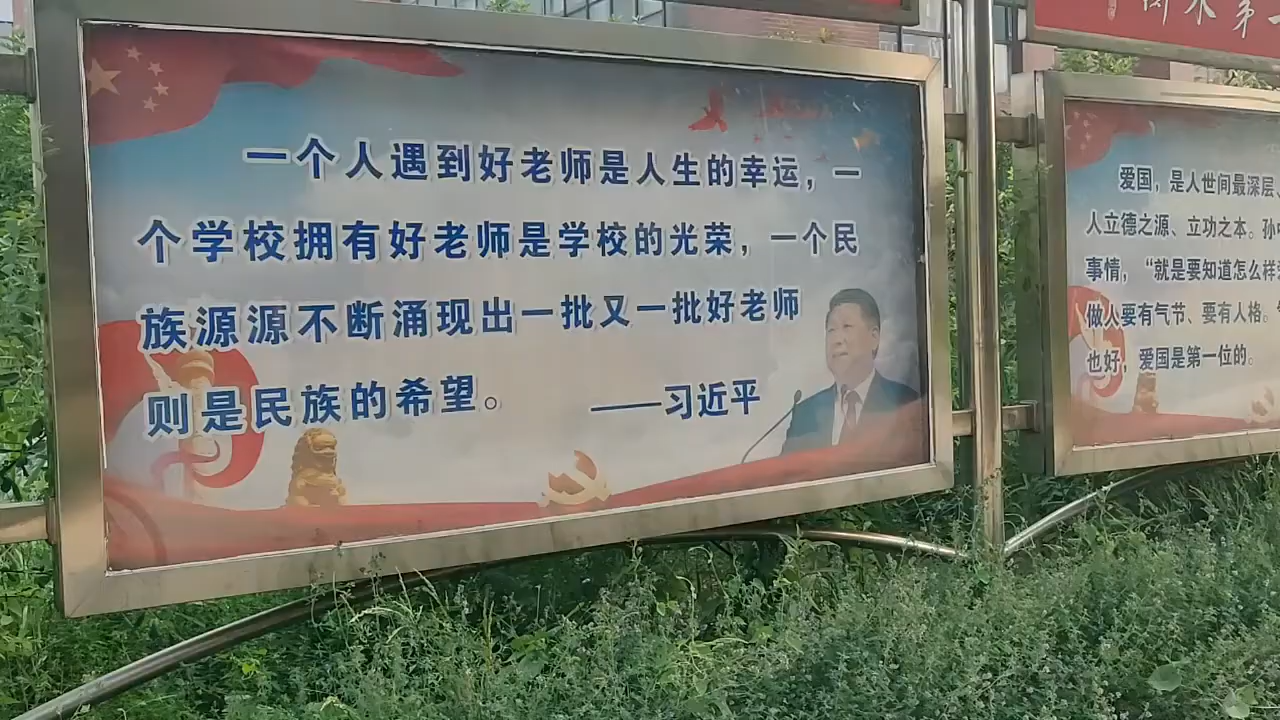 一个人遇到好老师是人生的幸运，一
个学校拥有好老师是学校的光荣，一个民
族源源不断涌现出一批又一批好老师
则是民族的希望。 ——习近平
衡水第
爱国，是人世间最深层、
人立德之源、立功之本。孙中
事情，“就是要知道怎么样
做人要有气节、要有人格。
也好，爱国是第一位的。